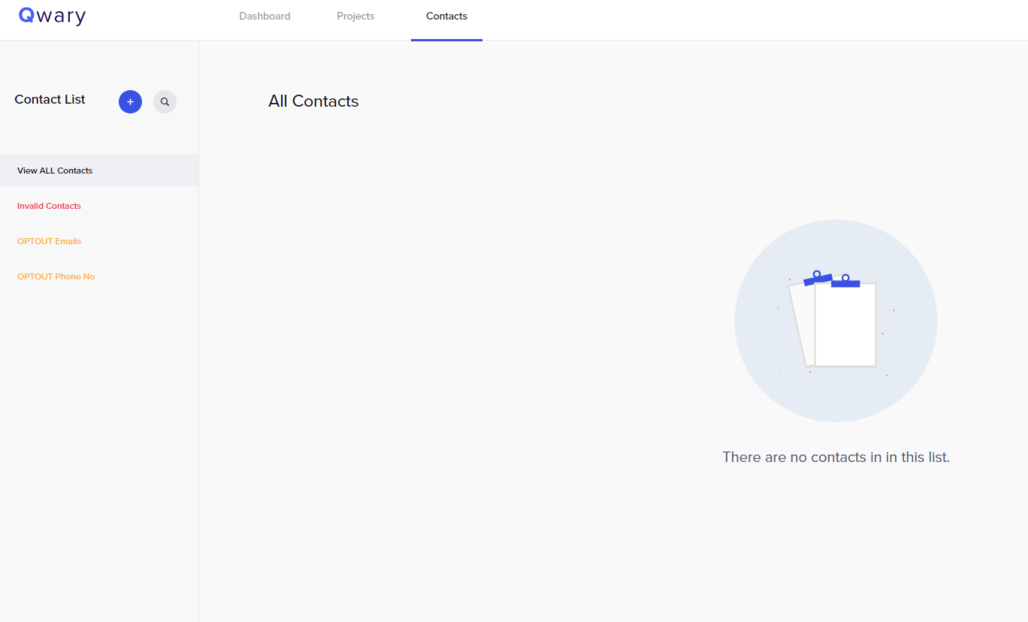 Qwary
Dashboard
Projects
Contacts
Contact List
+
All Contacts
View ALL Contacts
Invalid Contacts
OPTOUT Emails
OPTOUT Phone No
There are no contacts in in this list.